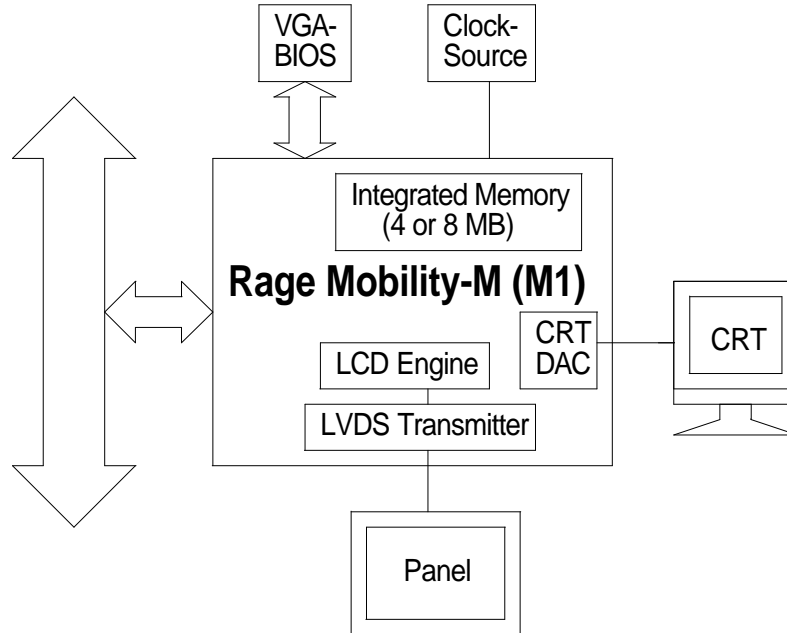 VGA-
BIOS
Clock-
Source
Integrated Memory
(4 or 8 MB)
Rage Mobility-M (M1)
CRT
DAC
CRT
LCD Engine
LVDS Transmitter
Panel